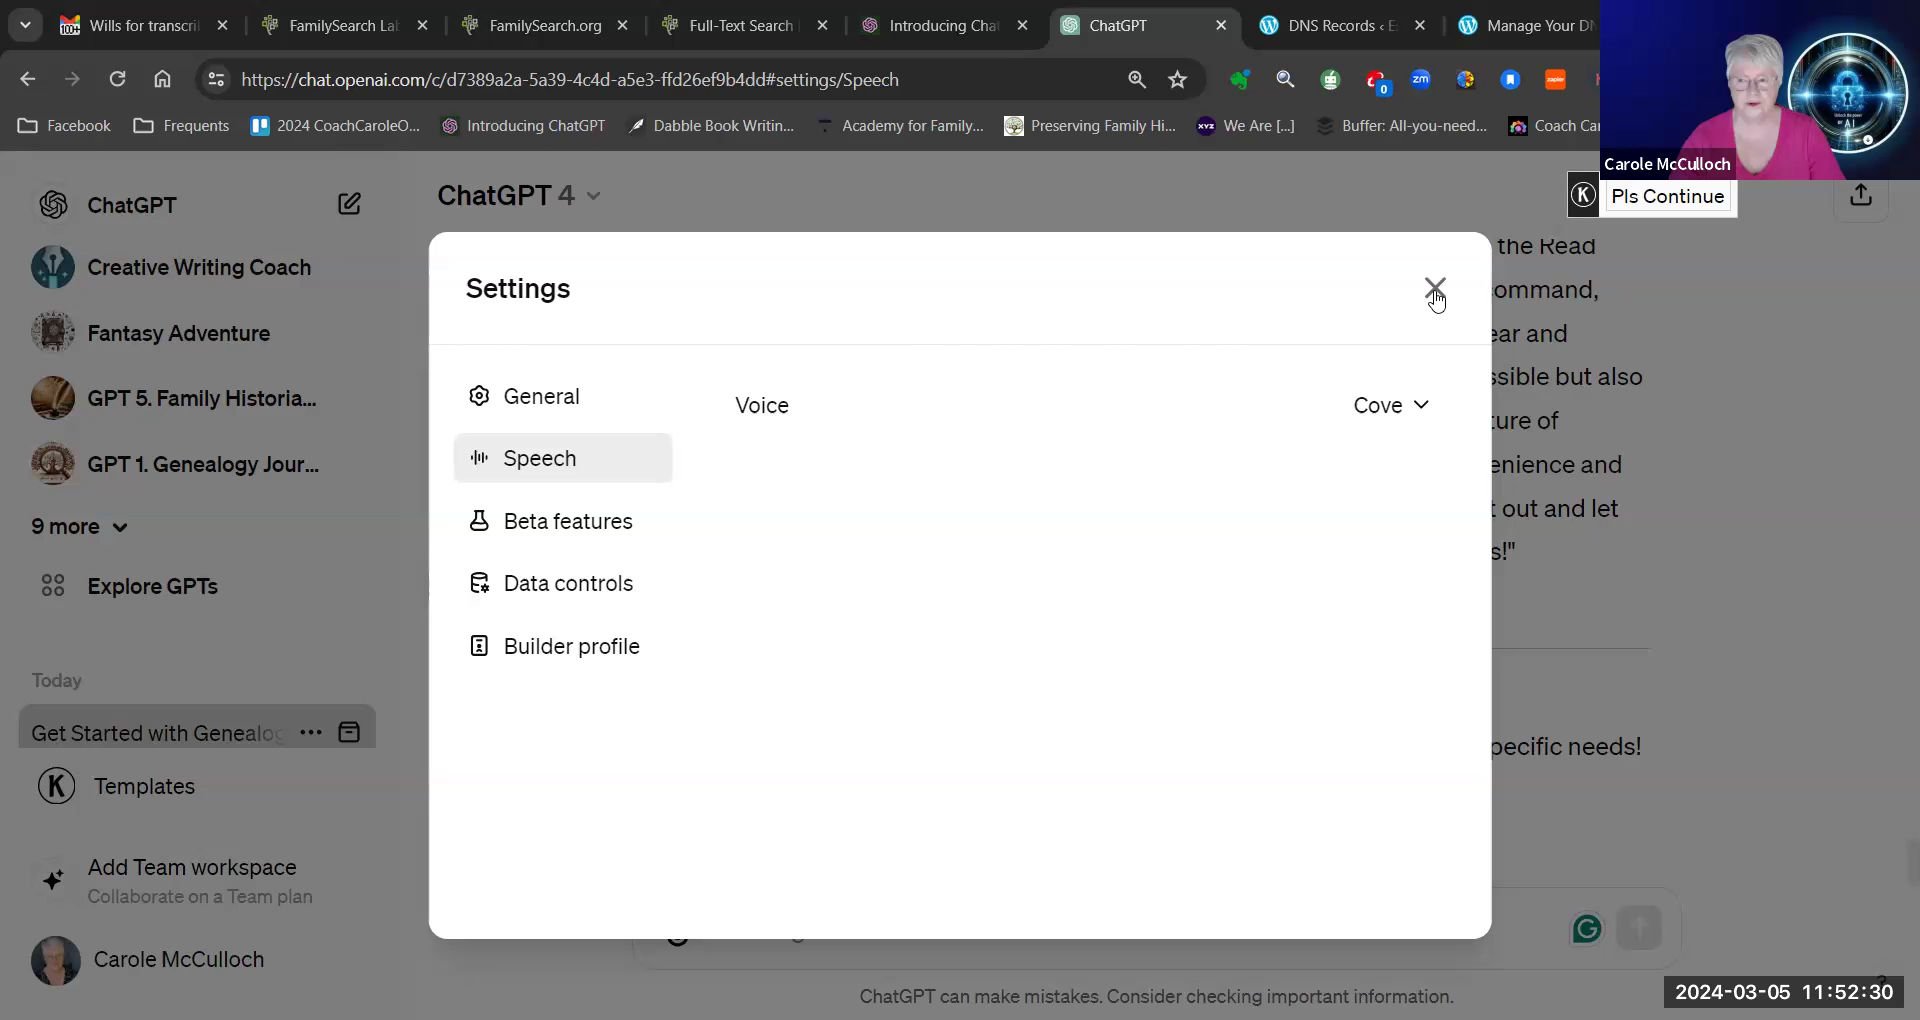 Wills for transcri
FamilySearch La
FamilySearch.org
Full-Text Search
Introducing Cha
ChatGPT
DNS Records ‹ E
Manage Your D
https://chat.openai.com/c/d7389a2a-5a39-4c4d-a5e3-ffd26ef9b4dd#settings/Speech
Facebook
Frequents
2024 CoachCaroleO...
Introducing ChatGPT
Dabble Book Writin...
Academy for Family...
Preserving Family Hi...
We Are [...]
Buffer: All-you-need...
Coach Ca
Carole McCulloch
K Pls Continue
ChatGPT
ChatGPT 4
Creative Writing Coach
Fantasy Adventure
GPT 5. Family Historia...
GPT 1. Genealogy Jour...
9 more
Explore GPTs
Today
Get Started with Genealog
K Templates
Add Team workspace
Collaborate on a Team plan
Carole McCulloch
Settings
General
Speech
Beta features
Data controls
Builder profile
Voice
Cove
the Read
ommand,
ear and
ssible but also
ture of
enience and
t out and let
s!"
pecific needs!
ChatGPT can make mistakes. Consider checking important information.
2024-03-05 11:52:30